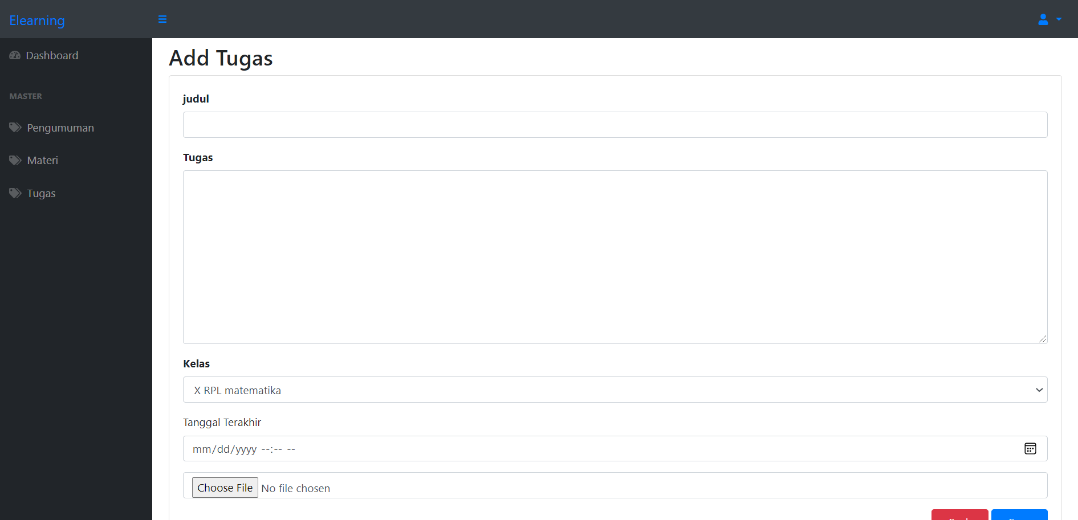 Elearning
Dashboard
MASTER
Pengumuman
Materi
Tugas
Add Tugas
judul
Tugas
Kelas
X RPL matematika
Tanggal Terakhir
mm/dd/yyyy --:-- --
Choose File No file chosen